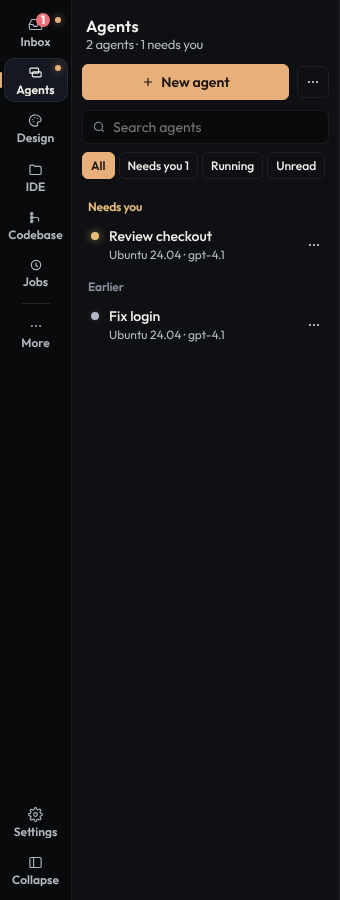 1
Inbox
Agents
Design
IDE
Codebase
Jobs
More
Settings
Collapse
Agents
2 agents · 1 needs you
+ New agent
Search agents
All
Needs you 1
Running
Unread
Needs you
Review checkout
Ubuntu 24.04 · gpt-4.1
Earlier
Fix login
Ubuntu 24.04 · gpt-4.1